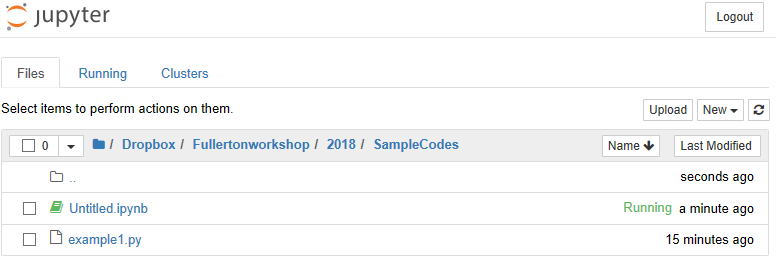 jupyter Logout
Files Running Clusters
Select items to perform actions on them. Upload New
0 / Dropbox / Fullertonworkshop / 2018 / SampleCodes Name Last Modified
.. seconds ago
Untitled.ipynb Running a minute ago
example1.py 15 minutes ago